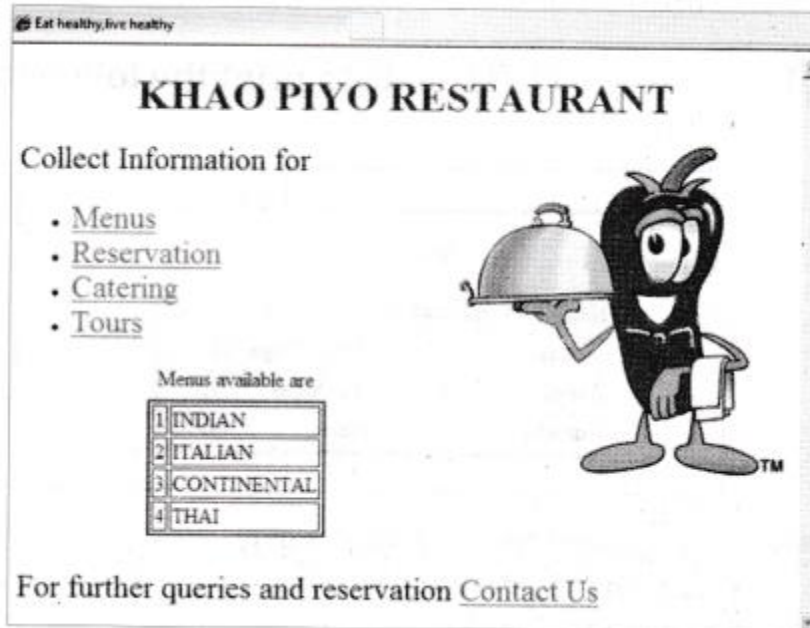 Eat healthy,live healthy
KHAO PIYO RESTAURANT
Collect Information for
• Menus
• Reservation
• Catering
• Tours
Menus available are
1 INDIAN
2 ITALIAN
3 CONTINENTAL
4 THAI
TM
For further queries and reservation Contact Us